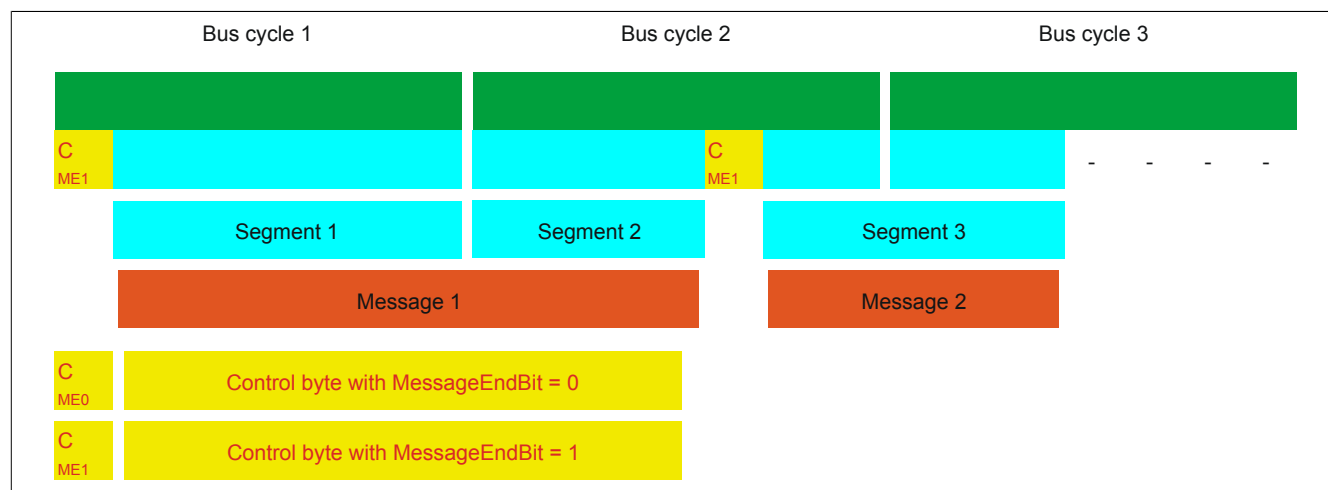 Bus cycle 1 Bus cycle 2 Bus cycle 3
C C
ME1 ME1 - - - -
Segment 1 Segment 2 Segment 3
Message 1 Message 2
C
ME0 Control byte with MessageEndBit = 0
C
ME1 Control byte with MessageEndBit = 1